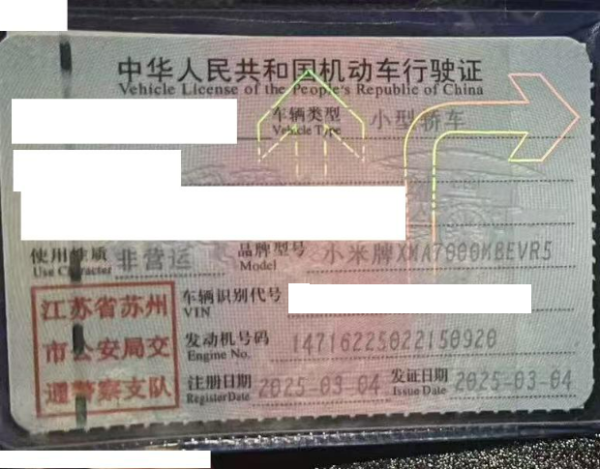 中华人民共和国机动车行驶证
Vehicle License of the People's Republic of China
车辆类型 小型轿车
Vehicle Type
使用性质 非营运 品牌型号 小米牌XMA7000MBEVR5
Use Character Model
车辆识别代号
VIN
发动机号码 14716225022150920
Engine No.
注册日期 2025-03-04 发证日期 2025-03-04
Register Date Issue Date
江苏省苏州
市公安局交
通警察支队